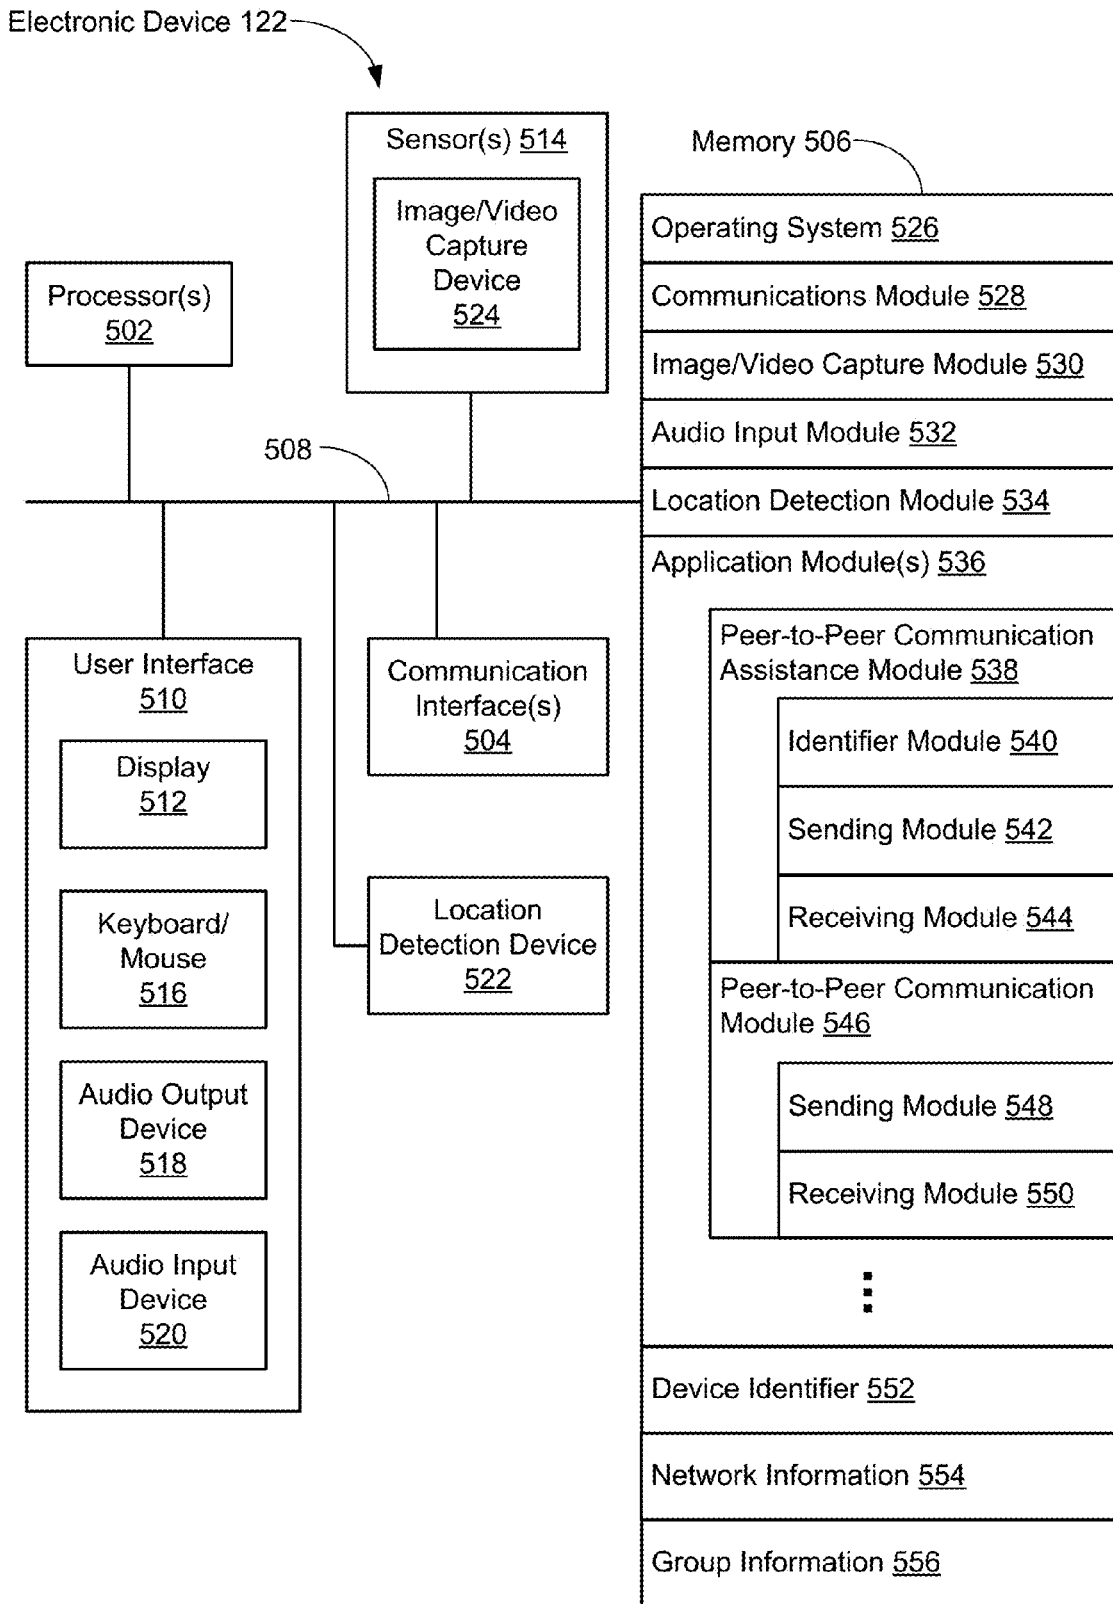 Electronic Device 122
Sensor(s) 514
Image/Video
Capture
Device
524
Processor(s)
502
508
User Interface
510
Display
512
Keyboard/
Mouse
516
Audio Output
Device
518
Audio Input
Device
520
Communication
Interface(s)
504
Location
Detection Device
522
Memory 506
Operating System 526
Communications Module 528
Image/Video Capture Module 530
Audio Input Module 532
Location Detection Module 534
Application Module(s) 536
Peer-to-Peer Communication
Assistance Module 538
Identifier Module 540
Sending Module 542
Receiving Module 544
Peer-to-Peer Communication
Module 546
Sending Module 548
Receiving Module 550
Device Identifier 552
Network Information 554
Group Information 556